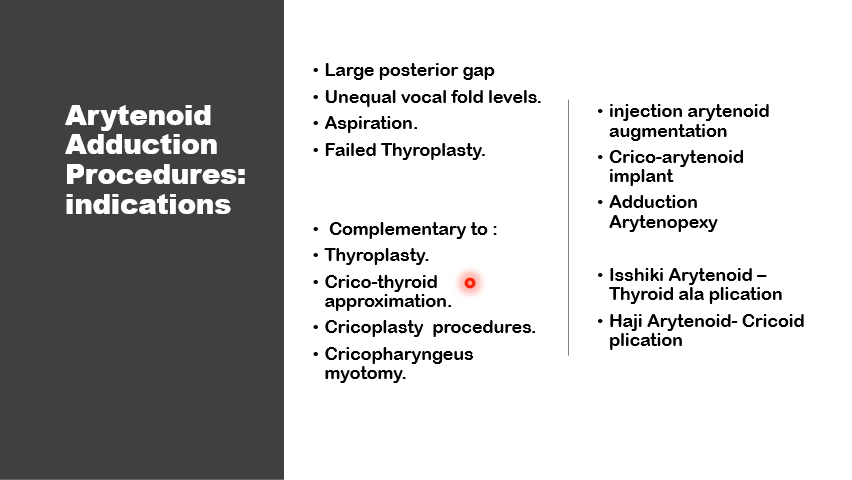 Arytenoid
Adduction
Procedures:
indications
• Large posterior gap
• Unequal vocal fold levels.
• Aspiration.
• Failed Thyroplasty.
• Complementary to :
• Thyroplasty.
• Crico-thyroid
approximation.
• Cricoplasty procedures.
• Cricopharyngeus
myotomy.
• injection arytenoid
augmentation
• Crico-arytenoid
implant
• Adduction
Arytenopexy
• Isshiki Arytenoid –
Thyroid ala plication
• Haji Arytenoid- Cricoid
plication